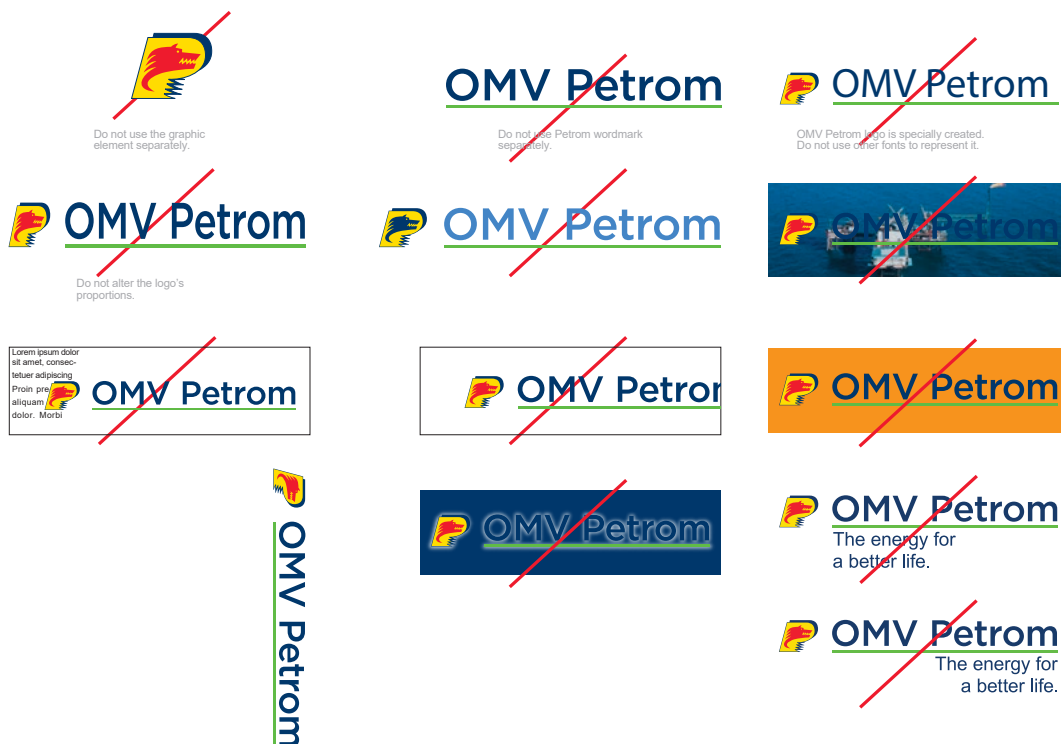 OMV Petrom
OMV Petrom
Do not use the graphic
element separately.
Do not use Petrom wordmark
separately.
OMV Petrom logo is specially created.
Do not use other fonts to represent it.
OMV Petrom
OMV Petrom
OMV Petrom
Do not alter the logo's
proportions.
Lorem ipsum dolor
sit amet, consec-
tetuer adipiscing
Proin pre
aliquam
dolor. Morbi
OMV Petrom
OMV Petrom
OMV Petrom
OMV Petrom
OMV Petrom
OMV Petrom
The energy for
a better life.
OMV Petrom
The energy for
a better life.